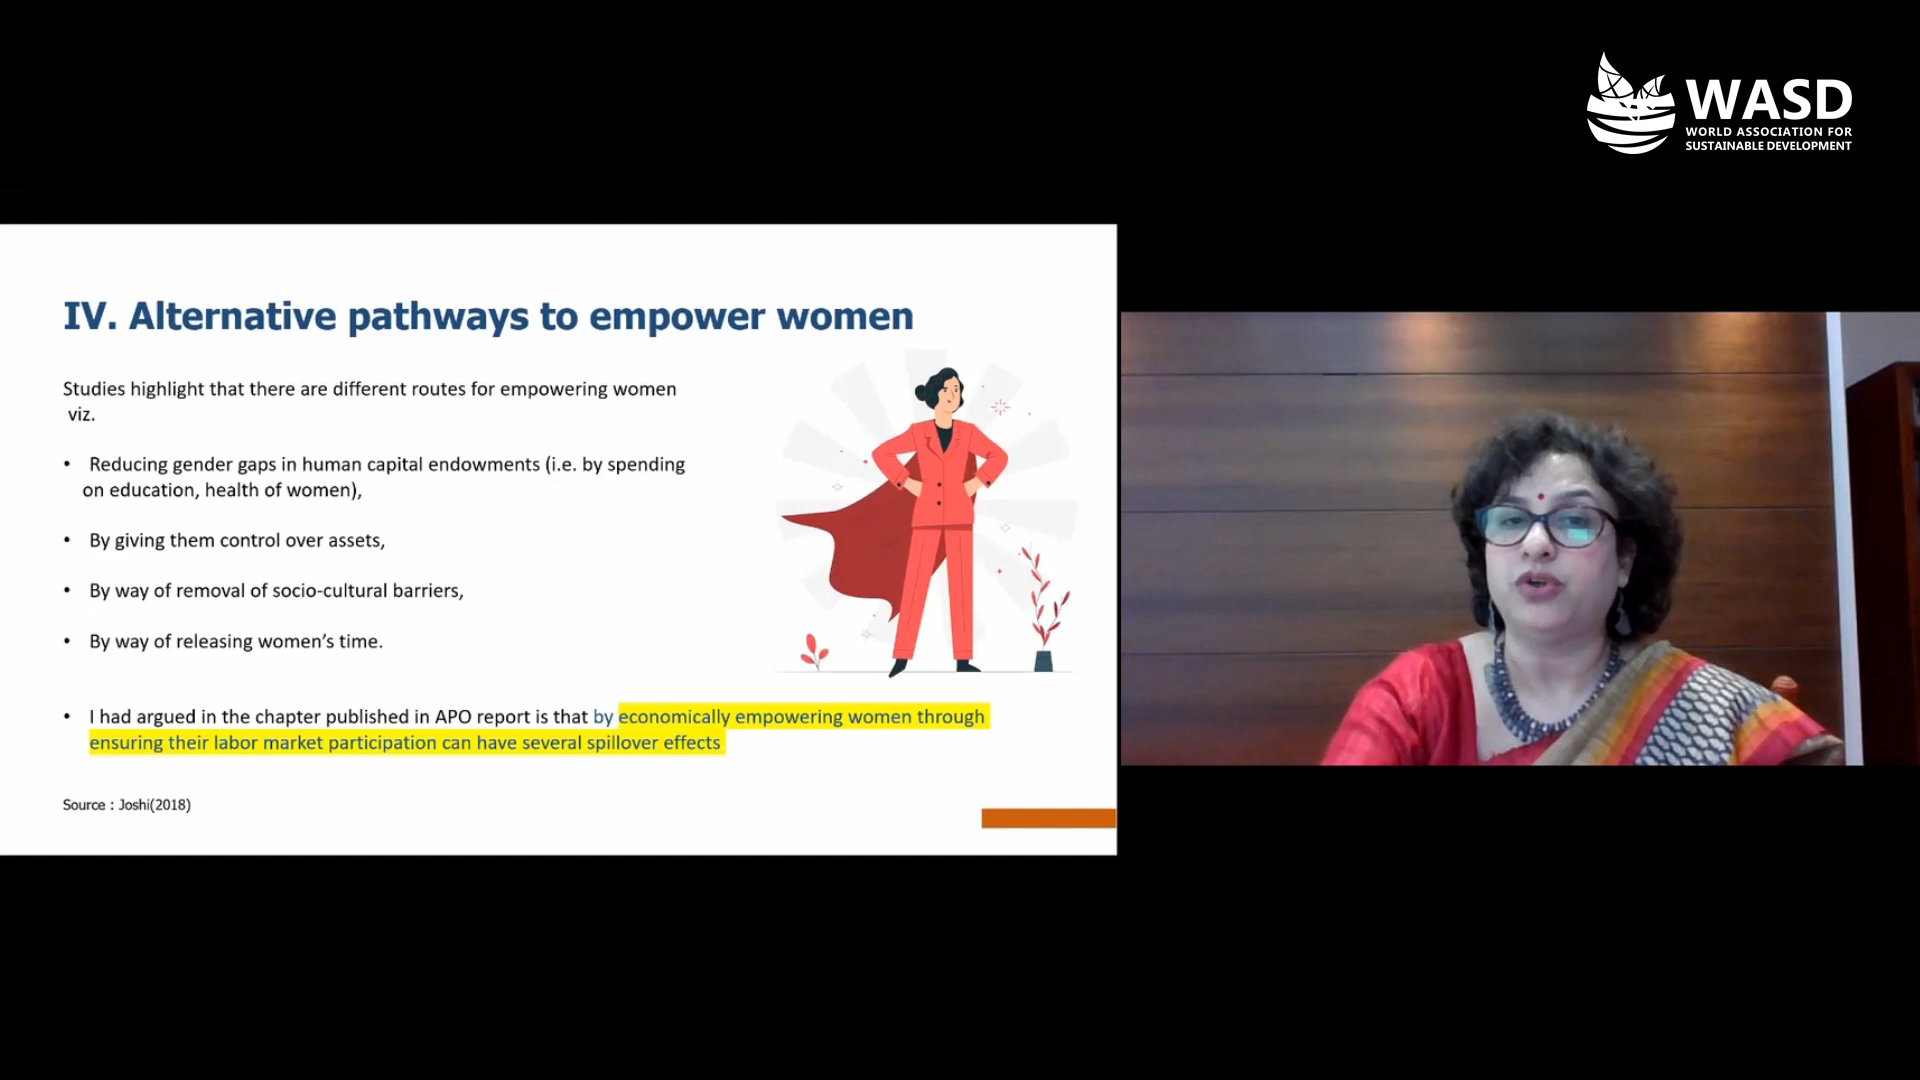 WASD
WORLD ASSOCIATION FOR
SUSTAINABLE DEVELOPMENT
IV. Alternative pathways to empower women
Studies highlight that there are different routes for empowering women
viz.
• Reducing gender gaps in human capital endowments (i.e. by spending
on education, health of women),
• By giving them control over assets,
• By way of removal of socio-cultural barriers,
• By way of releasing women’s time.
• I had argued in the chapter published in APO report is that by economically empowering women through
ensuring their labor market participation can have several spillover effects
Source : Joshi(2018)